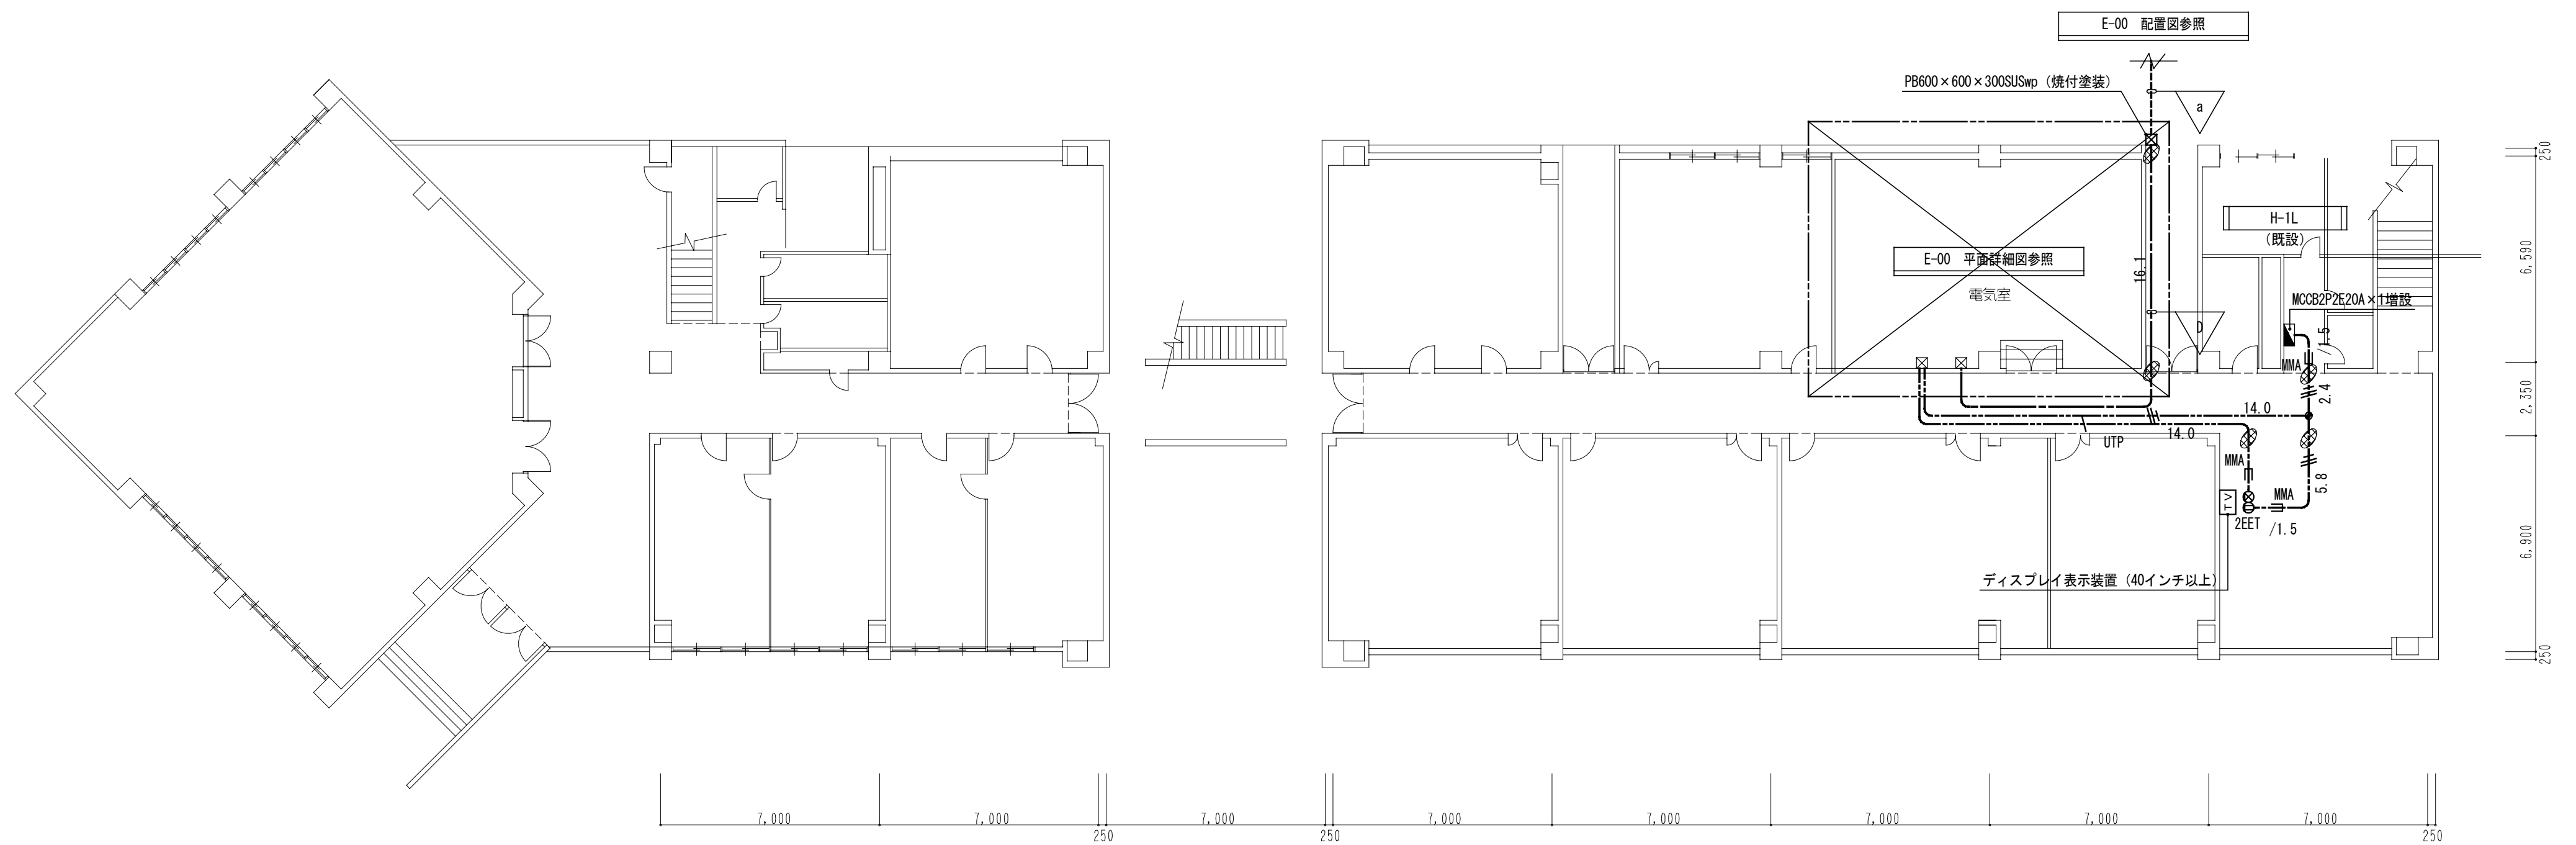 E-00　配置図参照
PB600×600×300SUSwp（焼付塗装）
a
250
H-1L
（既設）
6,590
E-00　平面詳細図参照
16.1
電気室
MCCB2P2E20A×1増設
D
/1.5
MMA
2.4
2,350
14.0
14.0
UTP
MMA
5.8
MMA
TV
2EET
/1.5
6,900
ディスプレイ表示装置（40インチ以上）
250
7,000
7,000
7,000
7,000
7,000
7,000
7,000
7,000
250
250
250